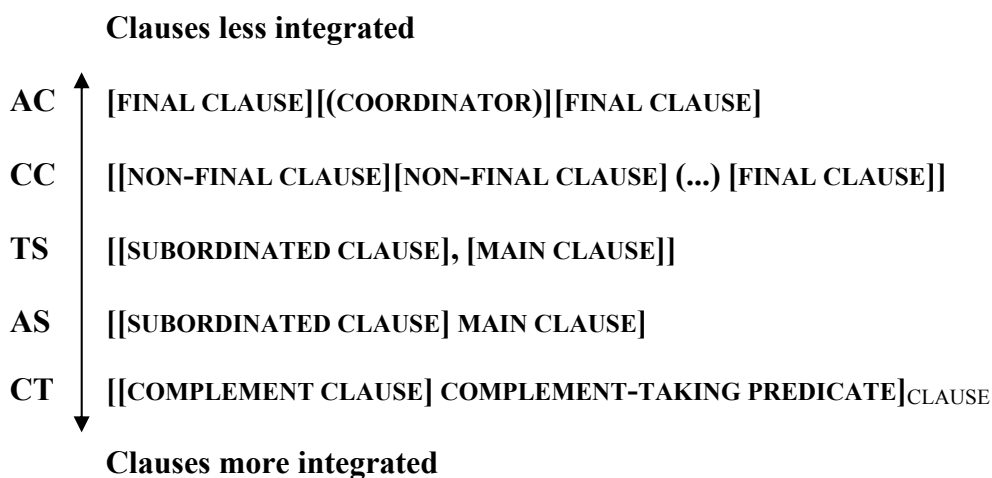 Clauses less integrated
AC [FINAL CLAUSE][(COORDINATOR)][FINAL CLAUSE]
CC [[NON-FINAL CLAUSE][NON-FINAL CLAUSE] (...) [FINAL CLAUSE]]
TS [[SUBORDINATED CLAUSE], [MAIN CLAUSE]]
AS [[SUBORDINATED CLAUSE] MAIN CLAUSE]
CT [[COMPLEMENT CLAUSE] COMPLEMENT-TAKING PREDICATE]CLAUSE
Clauses more integrated